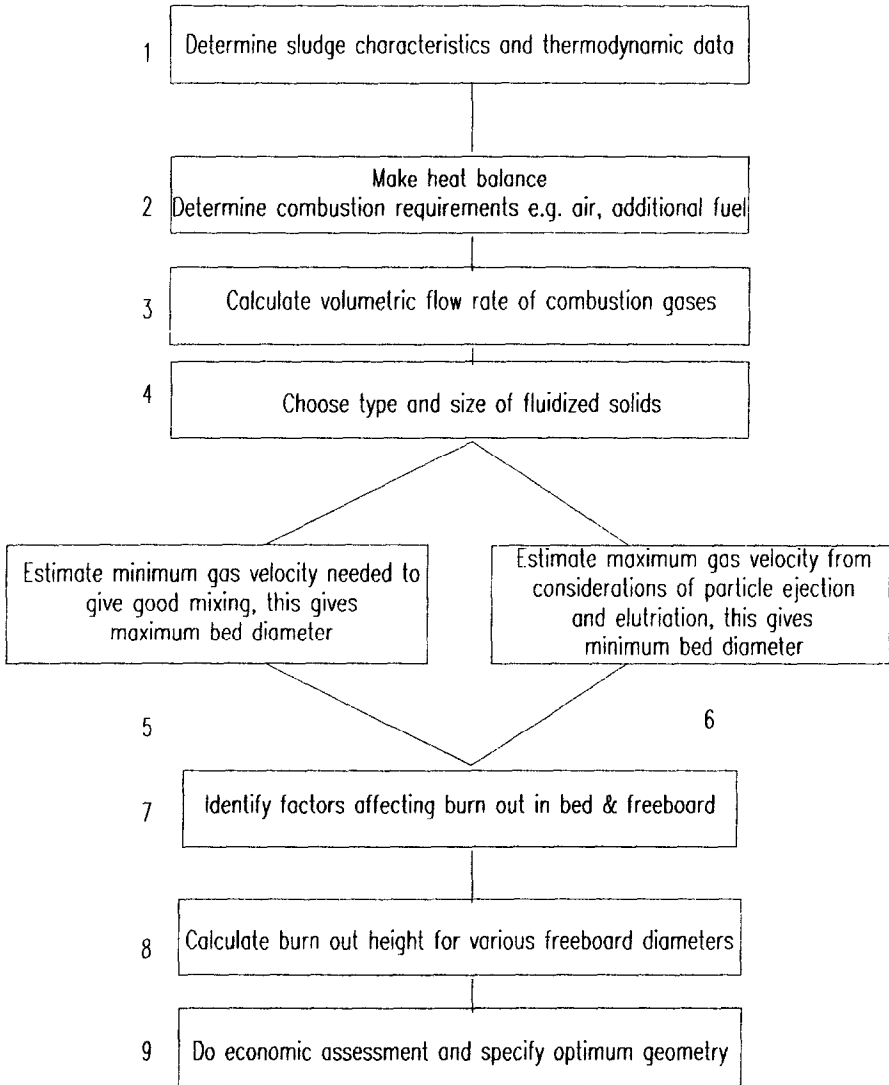 1 Determine sludge characteristics and thermodynamic data
Make heat balance
2 Determine combustion requirements e.g. air, additional fuel
3 Calculate volumetric flow rate of combustion gases
4 Choose type and size of fluidized solids
Estimate minimum gas velocity needed to
give good mixing, this gives
maximum bed diameter
Estimate maximum gas velocity from
considerations of particle ejection
and elutriation, this gives
minimum bed diameter
5
6
7 Identify factors affecting burn out in bed & freeboard
8 Calculate burn out height for various freeboard diameters
9 Do economic assessment and specify optimum geometry